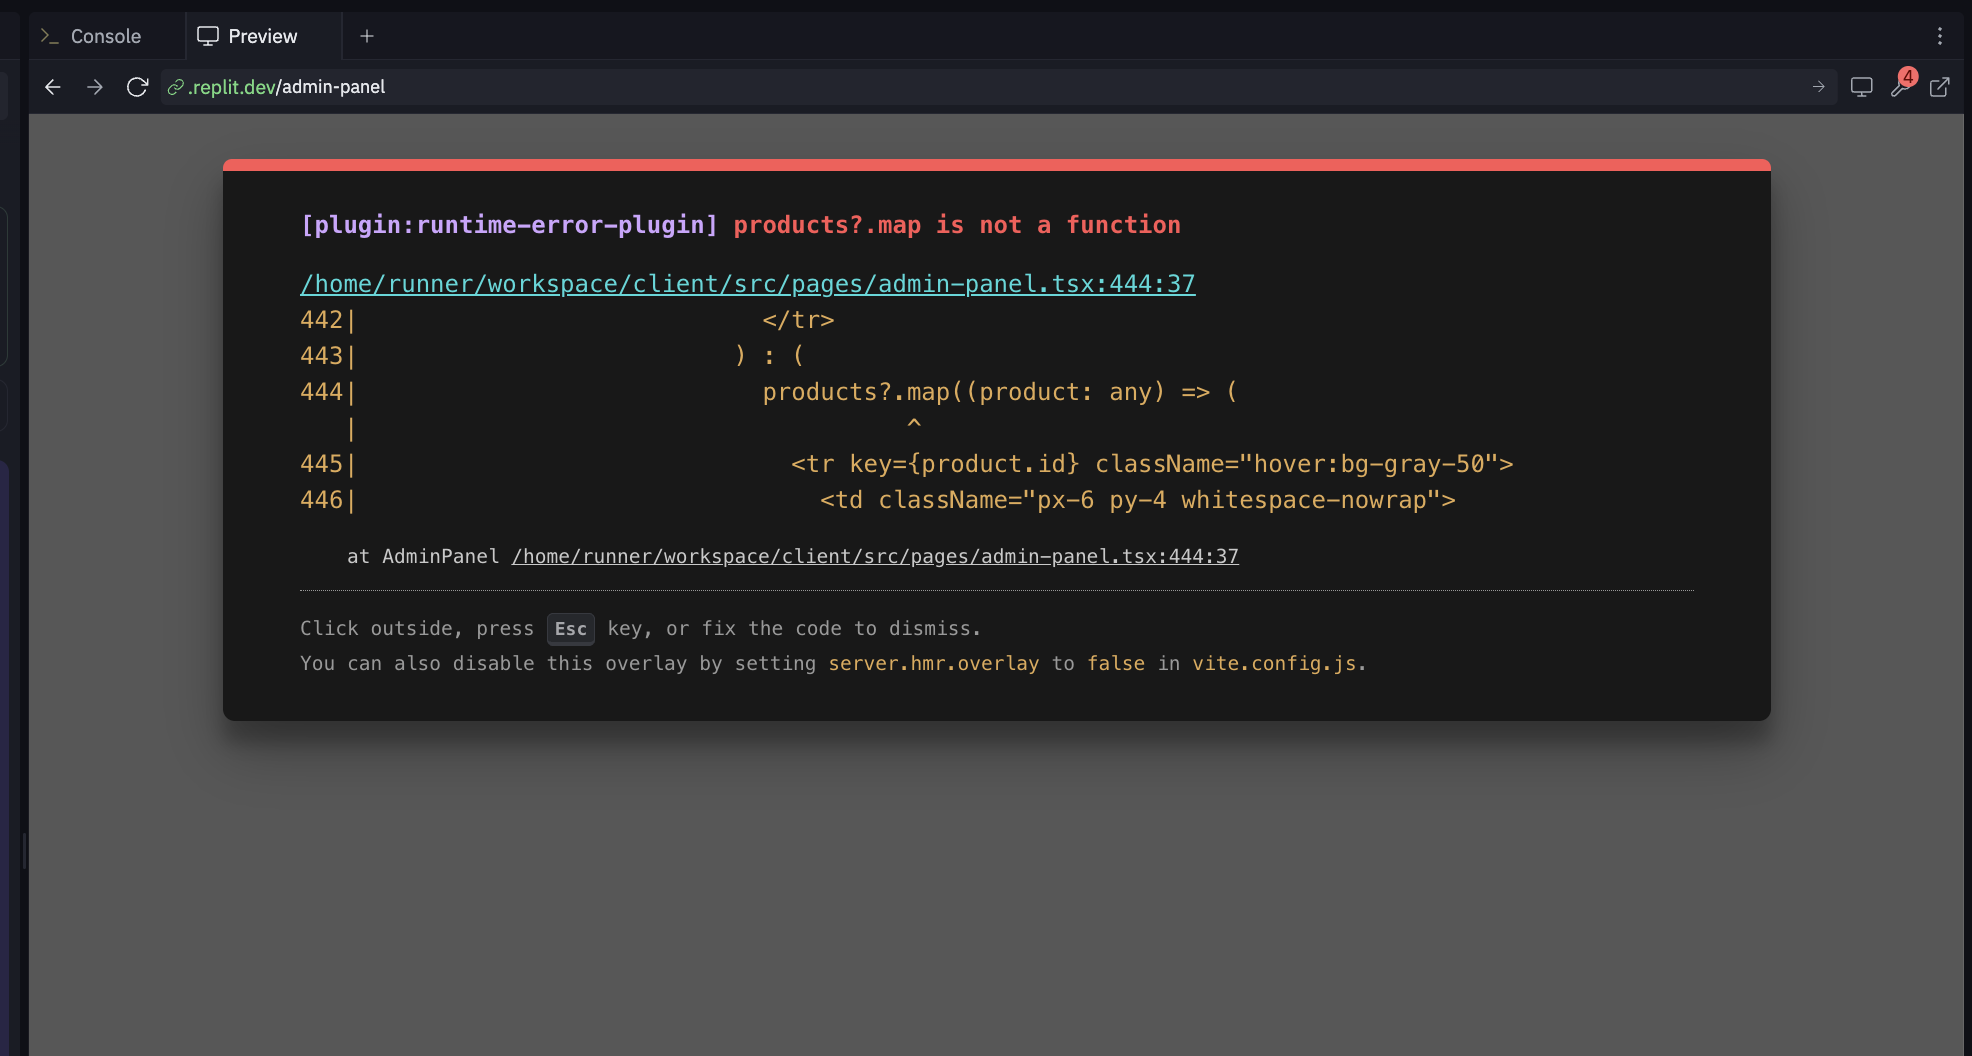 Console
Preview
.replit.dev/admin-panel
4
[plugin:runtime-error-plugin] products?.map is not a function
/home/runner/workspace/client/src/pages/admin-panel.tsx:444:37
442|                            </tr>
443|                          ) : (
444|                            products?.map((product: any) => (
   |                                      ^
445|                              <tr key={product.id} className="hover:bg-gray-50">
446|                                <td className="px-6 py-4 whitespace-nowrap">
at AdminPanel /home/runner/workspace/client/src/pages/admin-panel.tsx:444:37
Click outside, press Esc key, or fix the code to dismiss.
You can also disable this overlay by setting server.hmr.overlay to false in vite.config.js.